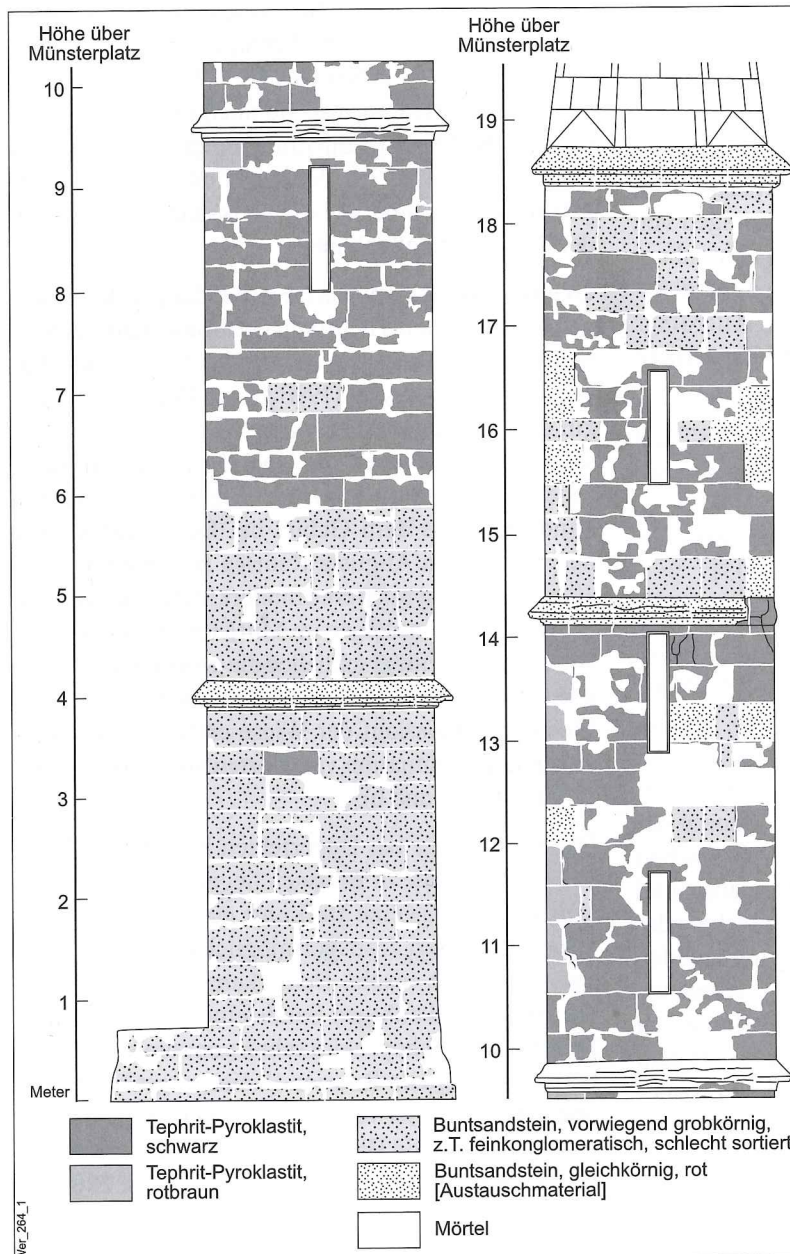 Höhe über
Münsterplatz
10
9
8
7
6
5
4
3
2
1
Meter
Höhe über
Münsterplatz
19
18
17
16
15
14
13
12
11
10
Tephrit-Pyroklastit,
schwarz
Tephrit-Pyroklastit,
rotbraun
Buntsandstein, vorwiegend grobkörnig,
z.T. feinkonglomeratisch, schlecht sortiert
Buntsandstein, gleichkörnig, rot
[Austauschmaterial]
Mörtel
Wer_264_1